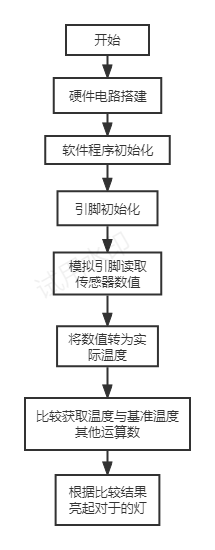 开始
硬件电路搭建
软件程序初始化
引脚初始化
模拟引脚读取
传感器数值
将数值转为实
际温度
比较获取温度与基准温度
其他运算数
根据比较结果
亮起对于的灯